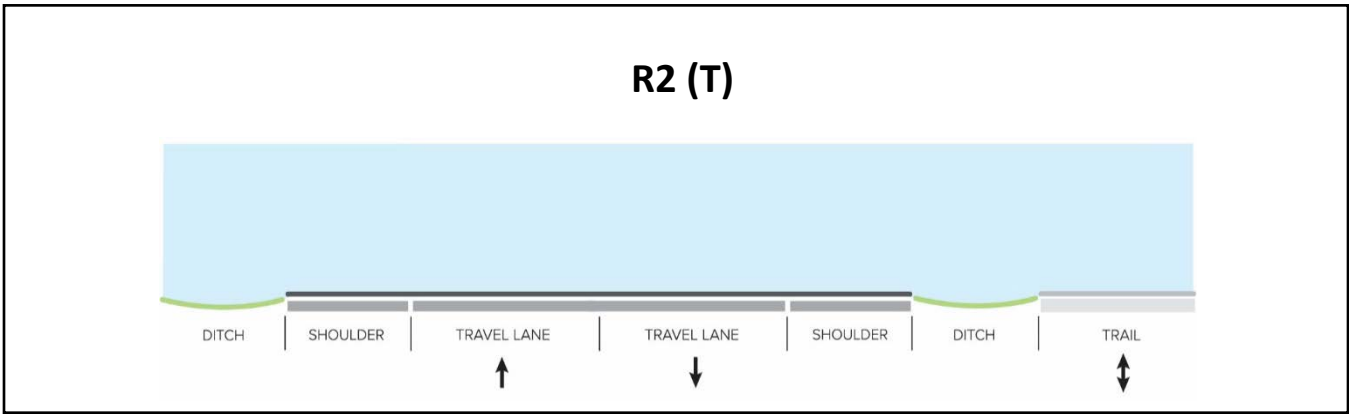 R2 (T)
DITCH SHOULDER TRAVEL LANE TRAVEL LANE SHOULDER DITCH TRAIL